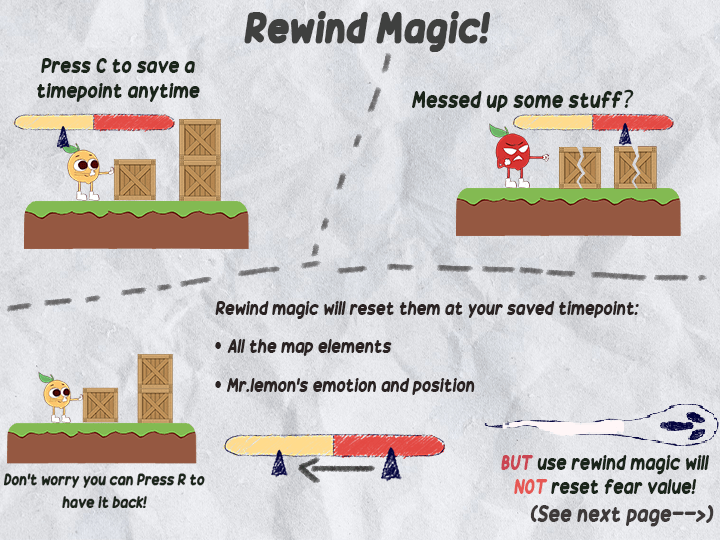 Rewind Magic!
Press C to save a
timepoint anytime
Messed up some stuff?
Rewind magic will reset them at your saved timepoint:
• All the map elements
• Mr.lemon's emotion and position
Don't worry you can Press R to
have it back!
BUT use rewind magic will
NOT reset fear value!
(See next page-->)